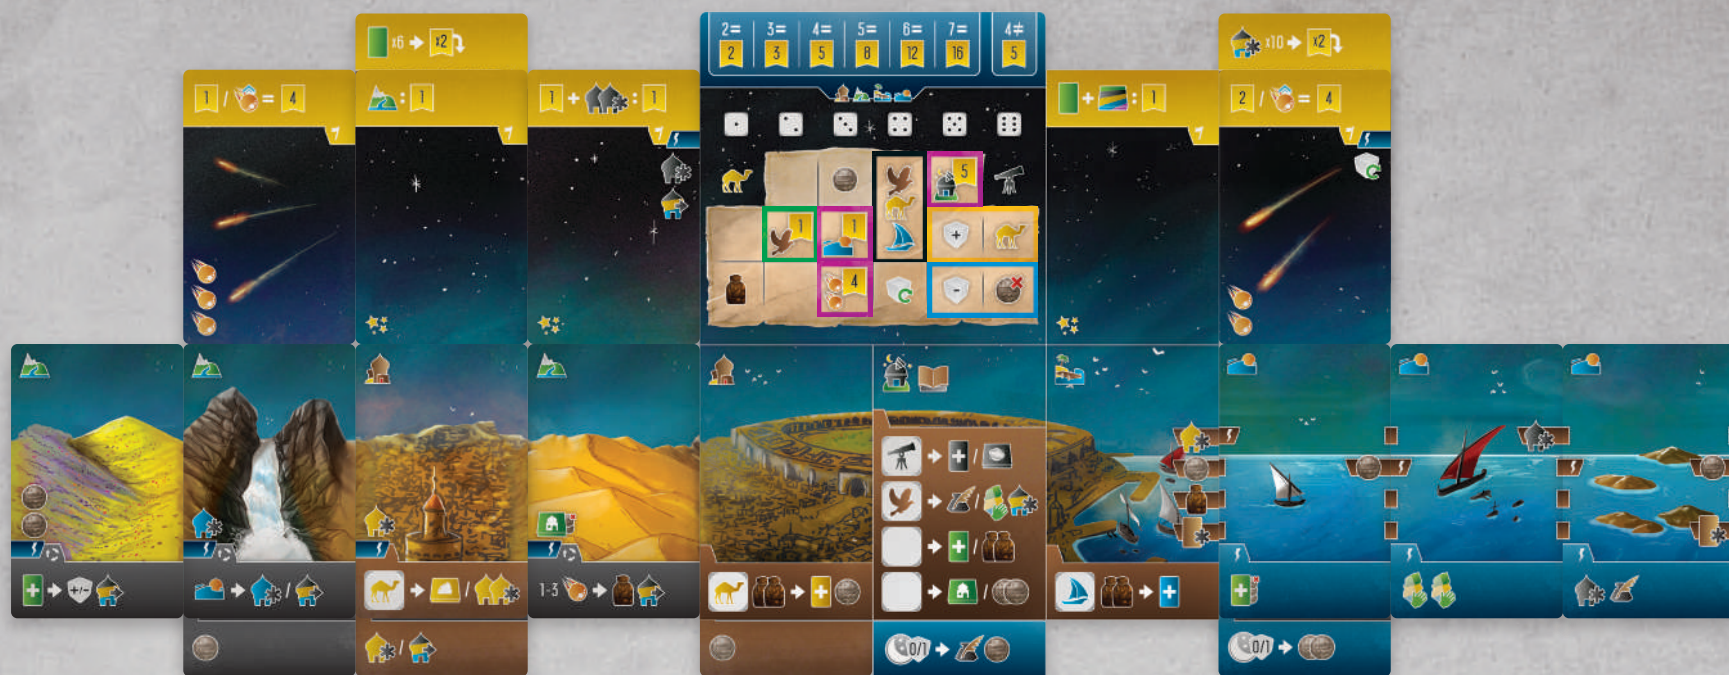 2= 3= 4= 5= 6= 7= 4≠
2 3 5 8 12 16 5
x6 x2
x10 x2
1 / = 4
: 1
1 + : 1
+ : 1
2 / = 4
5
1 1
+
4
-
+ / 
+ +/-
/
/
1-3
+
+ /
/
+
+
/
0/1
0/1